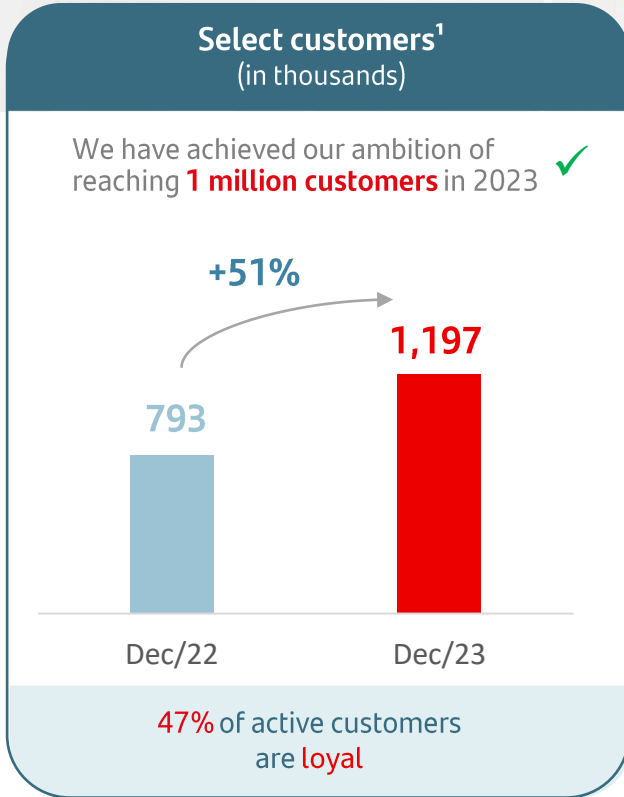 Select customers¹
(in thousands)
We have achieved our ambition of
reaching 1 million customers in 2023
+51%
1,197
793
Dec/22
Dec/23
47% of active customers
are loyal